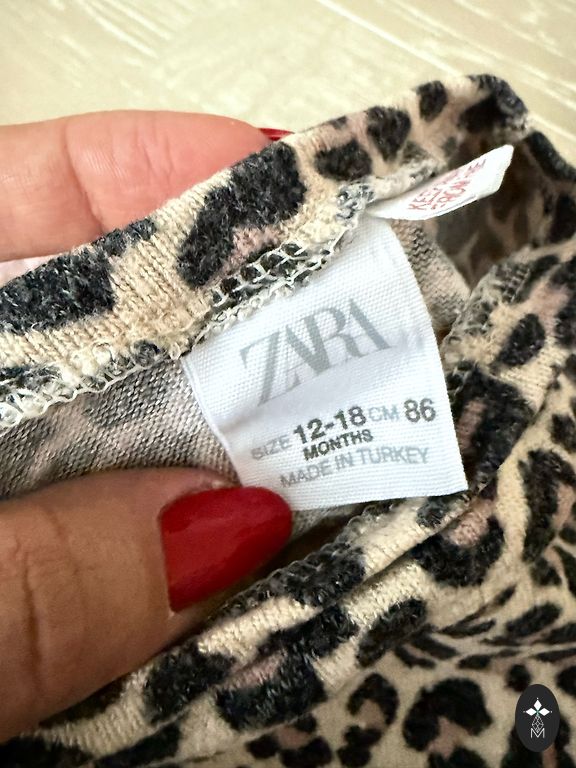 ZARA
SIZE 12-18 CM 86
MONTHS
MADE IN TURKEY
M